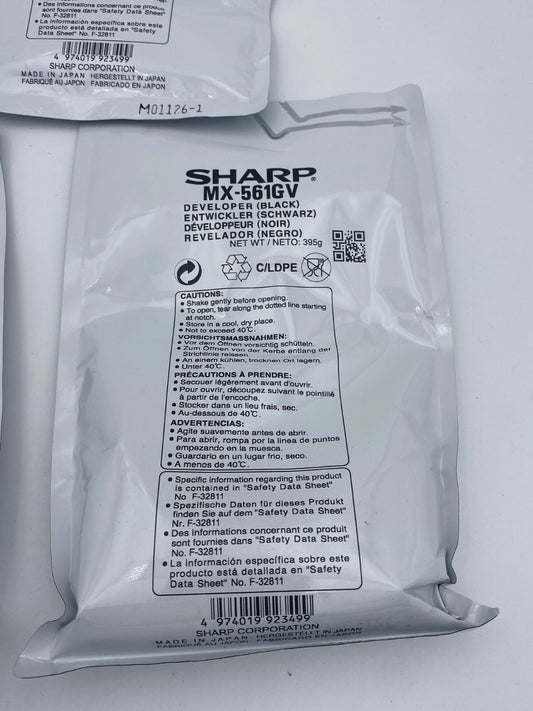 ● Des informations concernant ce produit
sont fournies dans "Safety Data Sheet"
No. F-32811
● La información específica sobre este
producto está detallada en "Safety
Data Sheet" No. F-32811
4 974019 923499
SHARP CORPORATION
MADE IN JAPAN HERGESTELLT IN JAPAN
FABRIQUÉ AU JAPON FABRICADO EN JAPON
M01126-1
SHARP®
MX-561GV
DEVELOPER (BLACK)
ENTWICKLER (SCHWARZ)
DÉVELOPPEUR (NOIR)
REVELADOR (NEGRO)
NET WT / NETO: 395g
C/LDPE
CAUTIONS:
● Shake gently before opening.
● To open, tear along the dotted line starting
at notch.
● Store in a cool, dry place.
● Not to exceed 40℃.
VORSICHTSMASSNAHMEN:
● Vor dem Öffnen vorsichtig schütteln.
● Zum Öffnen von der Kerbe entlang der
Strichlinie reissen.
● An einem kühlen, trocknen Ort lagern.
● Unter 40℃.
PRÉCAUTIONS À PRENDRE:
● Secouer légèrement avant d'ouvrir.
● Pour ouvrir, découpez suivant le pointillé
à partir de l'encoche.
● Stocker dans un lieu frais, sec.
● Au-dessous de 40℃.
ADVERTENCIAS:
● Agite suavemente antes de abrir.
● Para abrir, rompa por la linea de puntos
empezando en la muesca.
● Guardarlo en un lugar frio, seco.
● A menos de 40℃.
● Specific information regarding this product
is contained in "Safety Data Sheet"
No F-32811
● Spezifische Daten für dieses Produkt
finden Sie auf dem "Safety Data Sheet"
Nr. F-32811
● Des informations concernant ce produit
sont fournies dans "Safety Data Sheet"
No. F-32811
● La información específica sobre este
producto está detallada en "Safety
Data Sheet" No. F-32811
4 974019 923499
SHARP CORPORATION
MADE IN JAPAN HERGESTELLT IN JAPAN
FABRIQUÉ AU JAPON FABRICADO EN JAPON